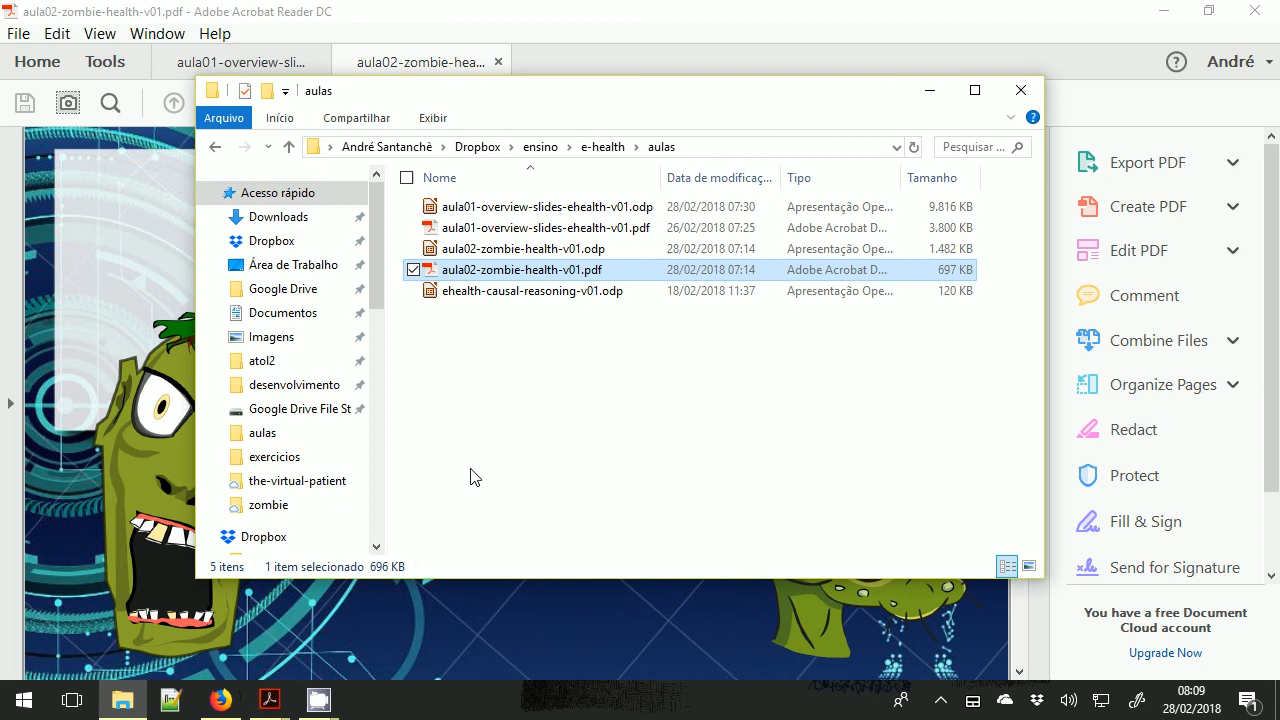 aula02-zombie-health-v01.pdf - Adobe Acrobat Reader DC
File Edit View Window Help
Home Tools aula01-overview-sli... aula02-zombie-hea... André
aulas
Arquivo Início Compartilhar Exibir
André Santanchè > Dropbox > ensino > e-health > aulas Pesquisar ...
Nome Data de modificaç... Tipo Tamanho
aula01-overview-slides-ehealth-v01.odp 28/02/2018 07:30 Apresentação Ope... 9.816 KB
aula01-overview-slides-ehealth-v01.pdf 26/02/2018 07:25 Adobe Acrobat D... 3.800 KB
aula02-zombie-health-v01.odp 28/02/2018 07:14 Apresentação Ope... 1.482 KB
aula02-zombie-health-v01.pdf 28/02/2018 07:14 Adobe Acrobat D... 697 KB
ehealth-causal-reasoning-v01.odp 18/02/2018 11:37 Apresentação Ope... 120 KB
Acesso rápido
Downloads
Dropbox
Área de Trabalho
Google Drive
Documentos
Imagens
atol2
desenvolvimento
Google Drive File St
aulas
exercicios
the-virtual-patient
zombie
Dropbox
5 itens 1 item selecionado 696 KB
Export PDF
Create PDF
Edit PDF
Comment
Combine Files
Organize Pages
Redact
Protect
Fill & Sign
Send for Signature
You have a free Document
Cloud account
Upgrade Now
08:09
28/02/2018
1